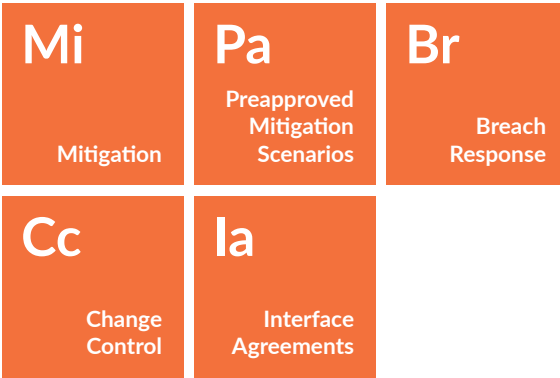 Mi
Mitigation
Pa
Preapproved
Mitigation
Scenarios
Br
Breach
Response
Cc
Change
Control
Ia
Interface
Agreements